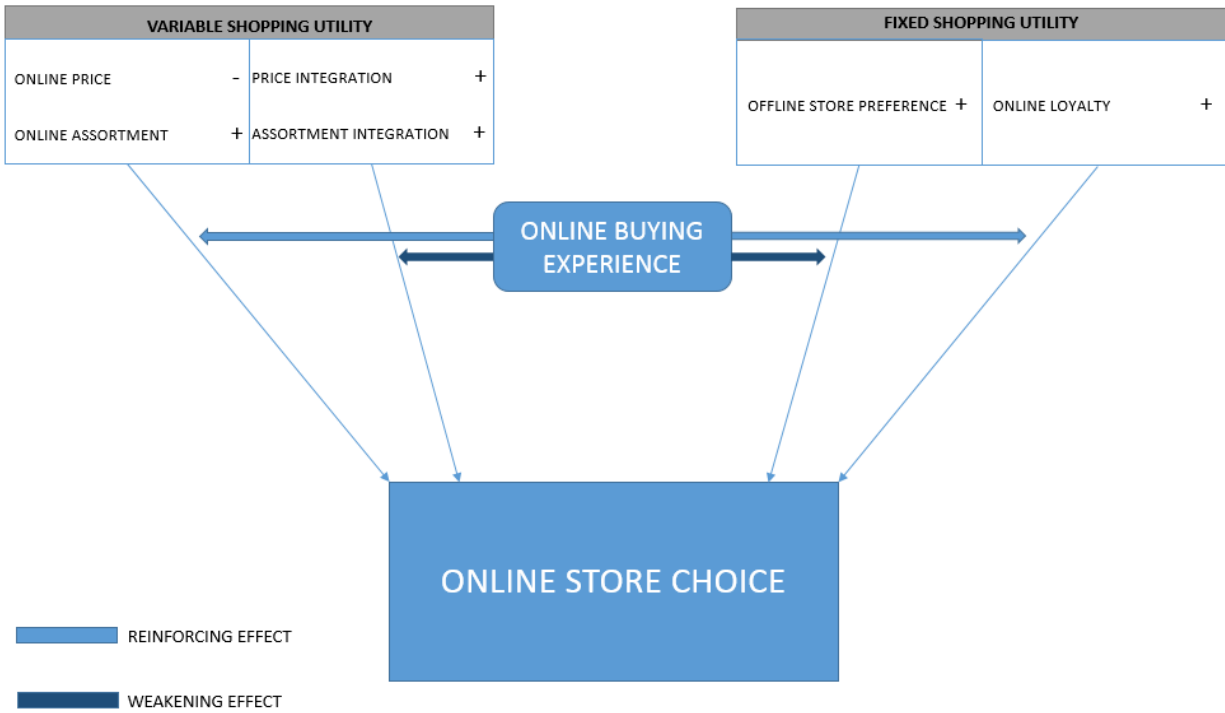 VARIABLE SHOPPING UTILITY
ONLINE PRICE -
PRICE INTEGRATION +
ONLINE ASSORTMENT +
ASSORTMENT INTEGRATION +
FIXED SHOPPING UTILITY
OFFLINE STORE PREFERENCE +
ONLINE LOYALTY +
ONLINE BUYING
EXPERIENCE
ONLINE STORE CHOICE
REINFORCING EFFECT
WEAKENING EFFECT